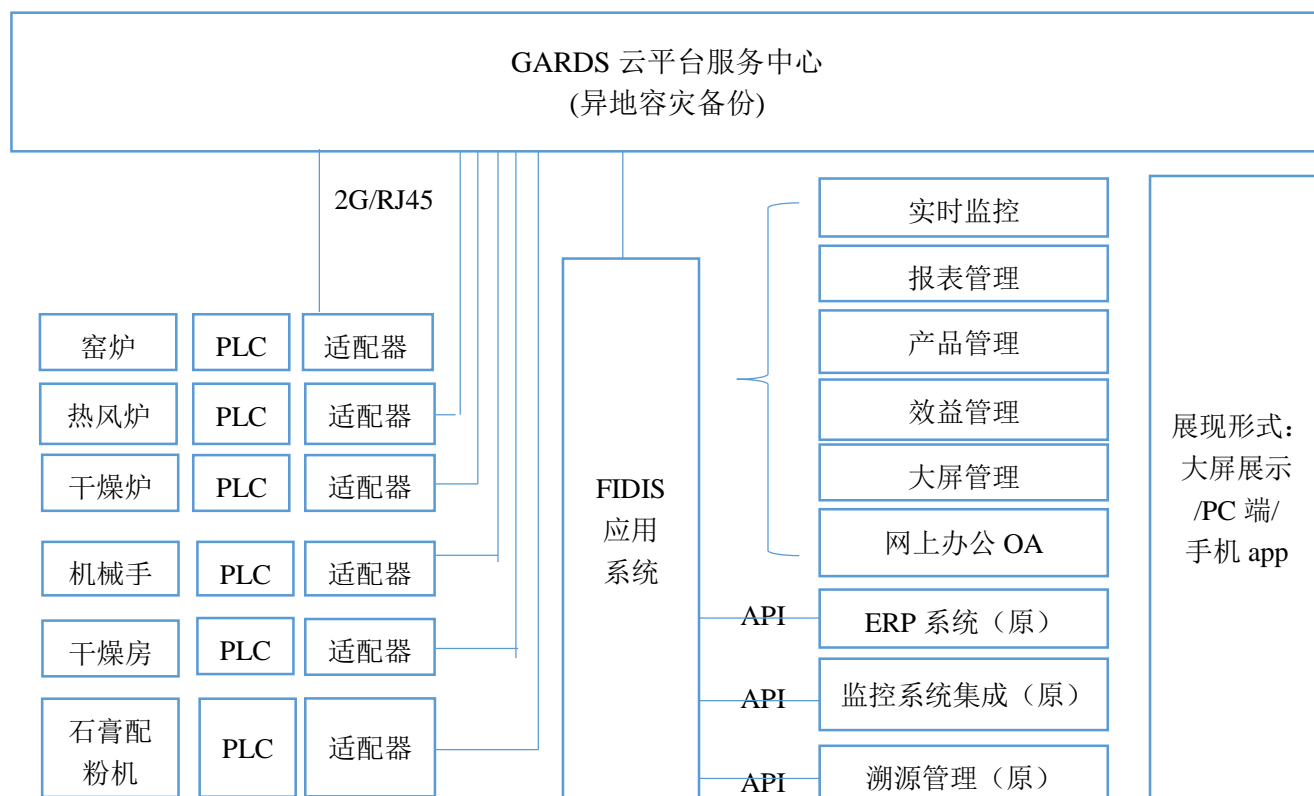 GARDS 云平台服务中心
(异地容灾备份)
2G/RJ45
窑炉 PLC 适配器
热风炉 PLC 适配器
干燥炉 PLC 适配器
机械手 PLC 适配器
干燥房 PLC 适配器
石膏配
粉机
PLC 适配器
FIDIS
应用
系统
实时监控
报表管理
产品管理
效益管理
大屏管理
网上办公 OA
API ERP 系统（原）
API 监控系统集成（原）
API 溯源管理（原）
展现形式：
大屏展示
/PC 端/
手机 app